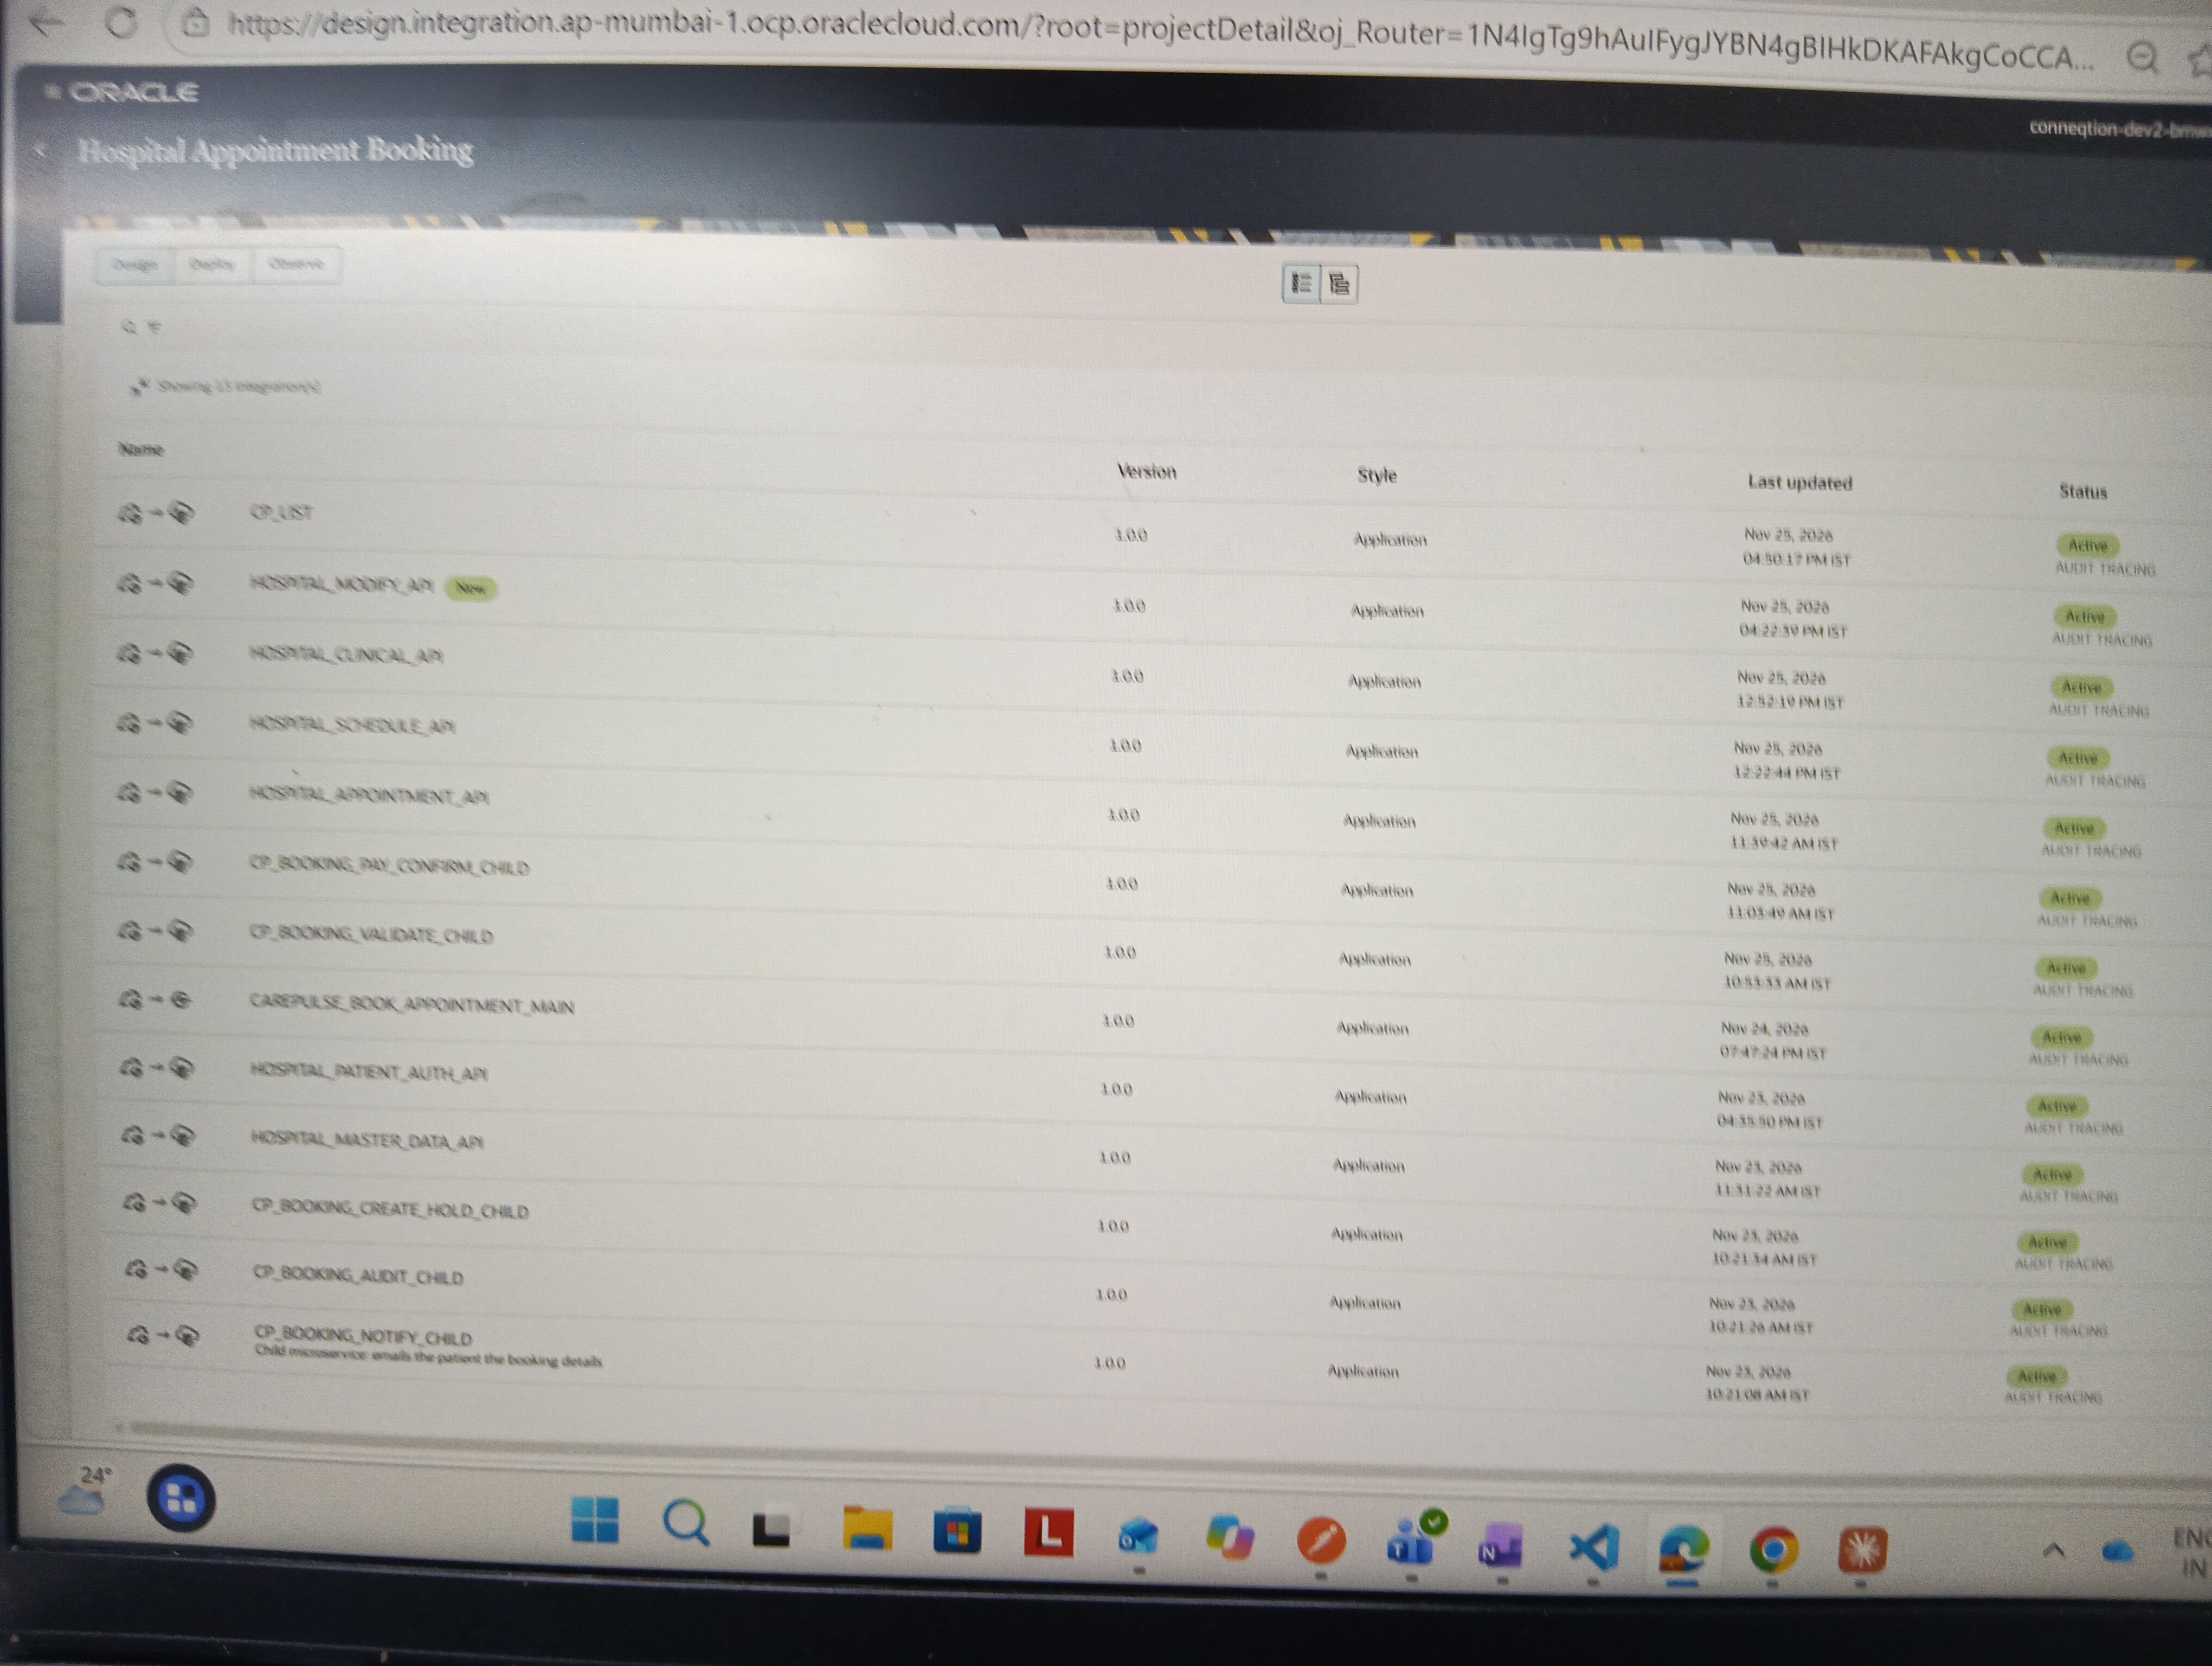 https://design.integration.ap-mumbai-1.ocp.oraclecloud.com/?root=projectDetail&oj_Router=1N4IgTg9hAuIFygJYBN4gBIHkDKAFAkgCoCCA...
ORACLE
conneqtion-dev2-bmw
Hospital Appointment Booking
Design Deploy Observe
Showing 13 integration(s)
Name Version Style Last updated Status
CP_LIST 1.0.0 Application Nov 25, 2026 Active
04:50:17 PM IST AUDIT TRACING
HOSPITAL_MODIFY_API New 1.0.0 Application Nov 25, 2026 Active
04:22:39 PM IST AUDIT TRACING
HOSPITAL_CLINICAL_API 1.0.0 Application Nov 25, 2026 Active
12:52:19 PM IST AUDIT TRACING
HOSPITAL_SCHEDULE_API 1.0.0 Application Nov 25, 2026 Active
12:22:44 PM IST AUDIT TRACING
HOSPITAL_APPOINTMENT_API 1.0.0 Application Nov 25, 2026 Active
11:39:42 AM IST AUDIT TRACING
CP_BOOKING_PAY_CONFIRM_CHILD 1.0.0 Application Nov 25, 2026 Active
11:03:49 AM IST AUDIT TRACING
CP_BOOKING_VALIDATE_CHILD 1.0.0 Application Nov 25, 2026 Active
10:53:33 AM IST AUDIT TRACING
CAREPULSE_BOOK_APPOINTMENT_MAIN 1.0.0 Application Nov 24, 2026 Active
07:47:24 PM IST AUDIT TRACING
HOSPITAL_PATIENT_AUTH_API 1.0.0 Application Nov 23, 2026 Active
04:35:50 PM IST AUDIT TRACING
HOSPITAL_MASTER_DATA_API 1.0.0 Application Nov 23, 2026 Active
11:31:22 AM IST AUDIT TRACING
CP_BOOKING_CREATE_HOLD_CHILD 1.0.0 Application Nov 23, 2026 Active
10:21:34 AM IST AUDIT TRACING
CP_BOOKING_AUDIT_CHILD 1.0.0 Application Nov 23, 2026 Active
10:21:26 AM IST AUDIT TRACING
CP_BOOKING_NOTIFY_CHILD 1.0.0 Application Nov 23, 2026 Active
Child microservice: emails the patient the booking details 10:21:08 AM IST AUDIT TRACING
24°
ENG
IN